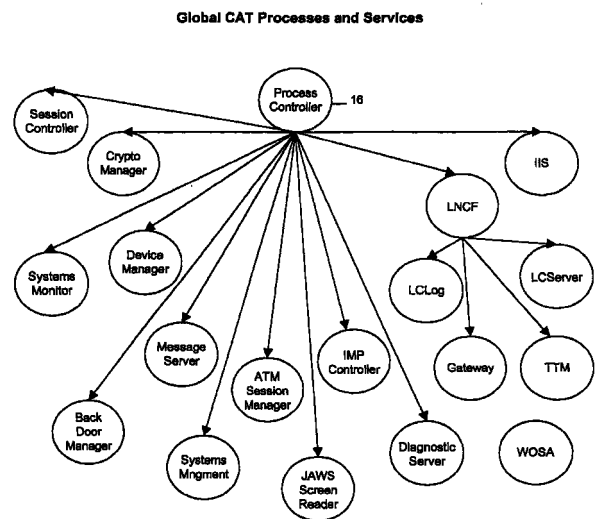 Global CAT Processes and Services
Process
Controller
16
Session
Controller
Crypto
Manager
IIS
LNCF
Systems
Monitor
Device
Manager
LCLog
LCServer
Message
Server
ATM
Session
Manager
IMP
Controller
Gateway
TTM
Back
Door
Manager
Systems
Mngment
JAWS
Screen
Reader
Diagnostic
Server
WOSA